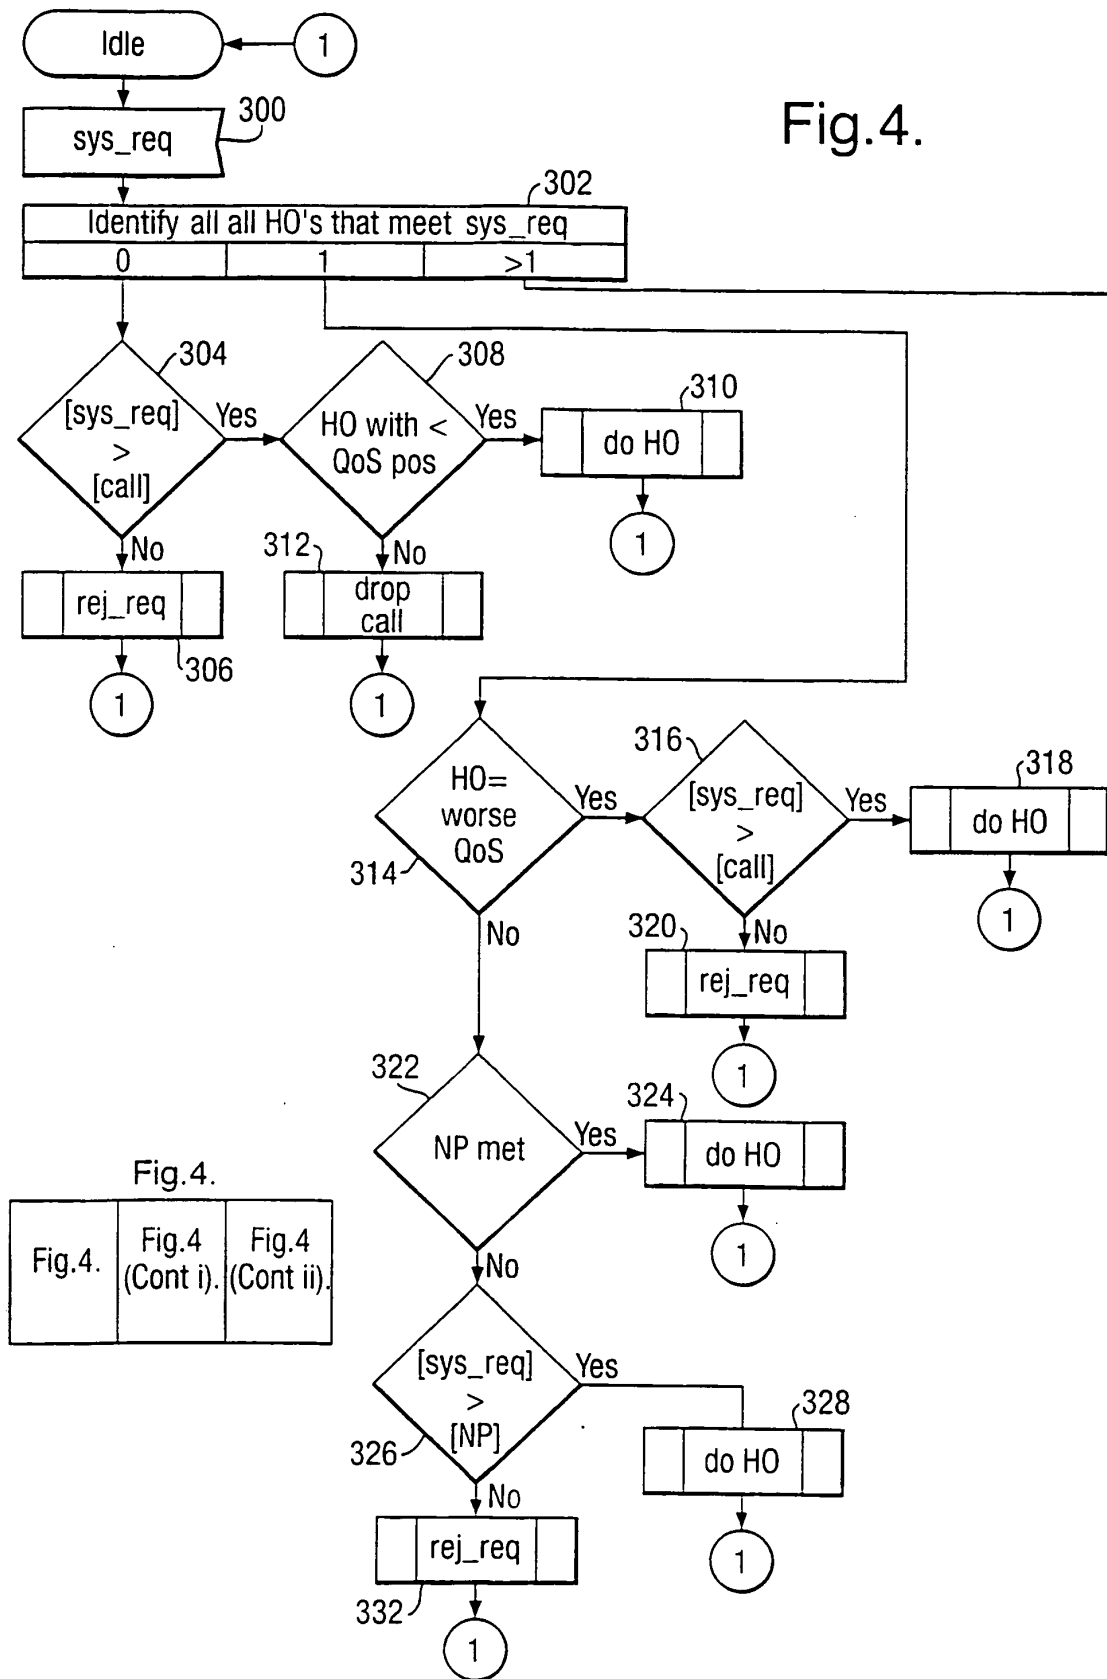 Idle
1
Fig.4.
sys_req
300
302
Identify all all HO's that meet sys_req
0
1
>1
304
[sys_req]
>
[call]
Yes
No
308
HO with <
QoS pos
Yes
No
310
do HO
1
rej_req
306
1
312
drop
call
1
HO=
worse
QoS
314
Yes
No
316
[sys_req]
>
[call]
Yes
No
318
do HO
1
320
rej_req
1
322
NP met
Yes
No
324
do HO
1
Fig.4.
Fig.4.
Fig.4
(Cont i).
Fig.4
(Cont ii).
[sys_req]
>
[NP]
326
Yes
No
328
do HO
1
rej_req
332
1